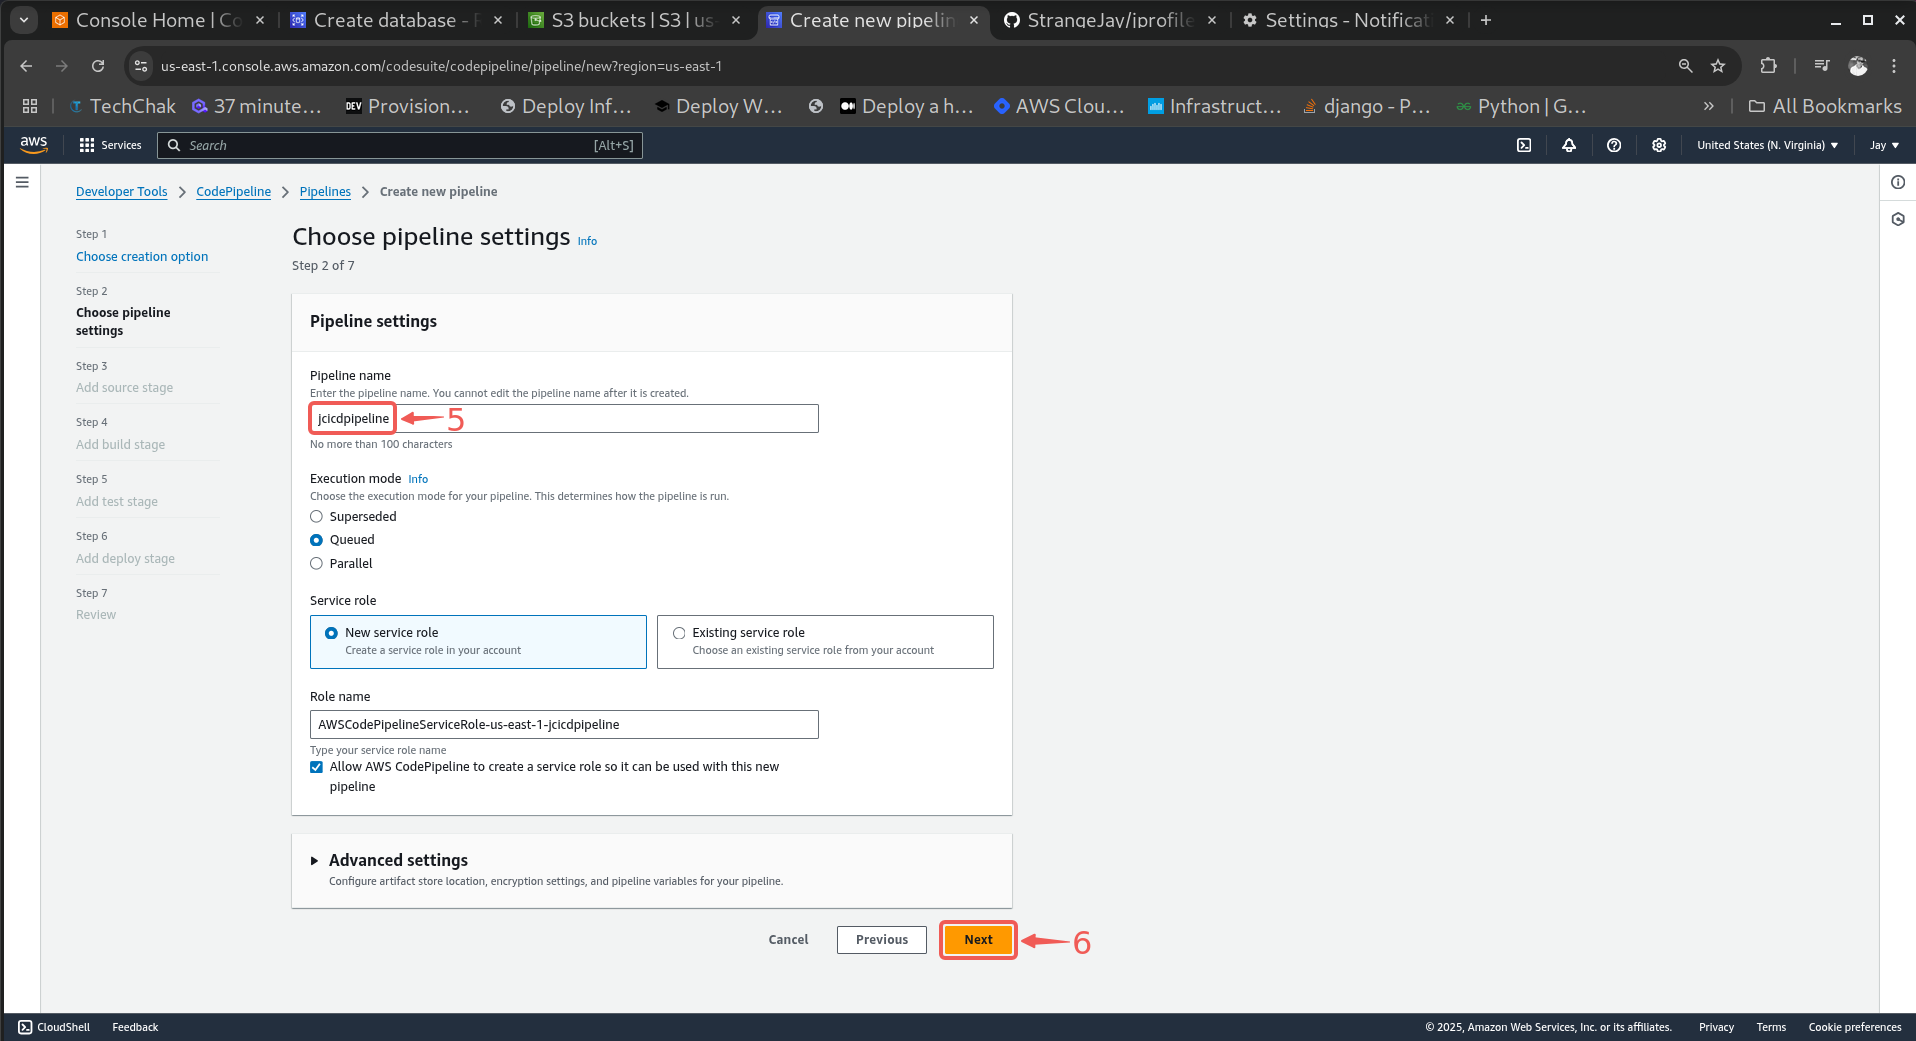 Console Home | Co
Create database - R
S3 buckets | S3 | us-
Create new pipelin
StrangeJay/jprofile
Settings - Notificat
us-east-1.console.aws.amazon.com/codesuite/codepipeline/pipeline/new?region=us-east-1
TechChak
37 minute...
DEV Provision...
Deploy Inf...
Deploy W...
Deploy a h...
AWS Clou...
Infrastruct...
django - P...
Python | G...
»
All Bookmarks
aws
Services
Search
[Alt+S]
United States (N. Virginia)
Jay
Developer Tools
CodePipeline
Pipelines
Create new pipeline
Step 1
Choose creation option
Step 2
Choose pipeline
settings
Step 3
Add source stage
Step 4
Add build stage
Step 5
Add test stage
Step 6
Add deploy stage
Step 7
Review
Choose pipeline settings Info
Step 2 of 7
Pipeline settings
Pipeline name
Enter the pipeline name. You cannot edit the pipeline name after it is created.
jcicdpipeline
5
No more than 100 characters
Execution mode Info
Choose the execution mode for your pipeline. This determines how the pipeline is run.
Superseded
Queued
Parallel
Service role
New service role
Create a service role in your account
Existing service role
Choose an existing service role from your account
Role name
AWSCodePipelineServiceRole-us-east-1-jcicdpipeline
Type your service role name
Allow AWS CodePipeline to create a service role so it can be used with this new
pipeline
Advanced settings
Configure artifact store location, encryption settings, and pipeline variables for your pipeline.
Cancel
Previous
Next
6
CloudShell
Feedback
© 2025, Amazon Web Services, Inc. or its affiliates.
Privacy
Terms
Cookie preferences